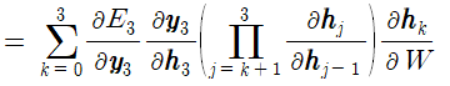 $= \sum_{k=0}^{3} \frac{\partial E_3}{\partial \boldsymbol{y}_3} \frac{\partial \boldsymbol{y}_3}{\partial \boldsymbol{h}_3} \left( \prod_{j=k+1}^{3} \frac{\partial \boldsymbol{h}_j}{\partial \boldsymbol{h}_{j-1}} \right) \frac{\partial \boldsymbol{h}_k}{\partial W}$